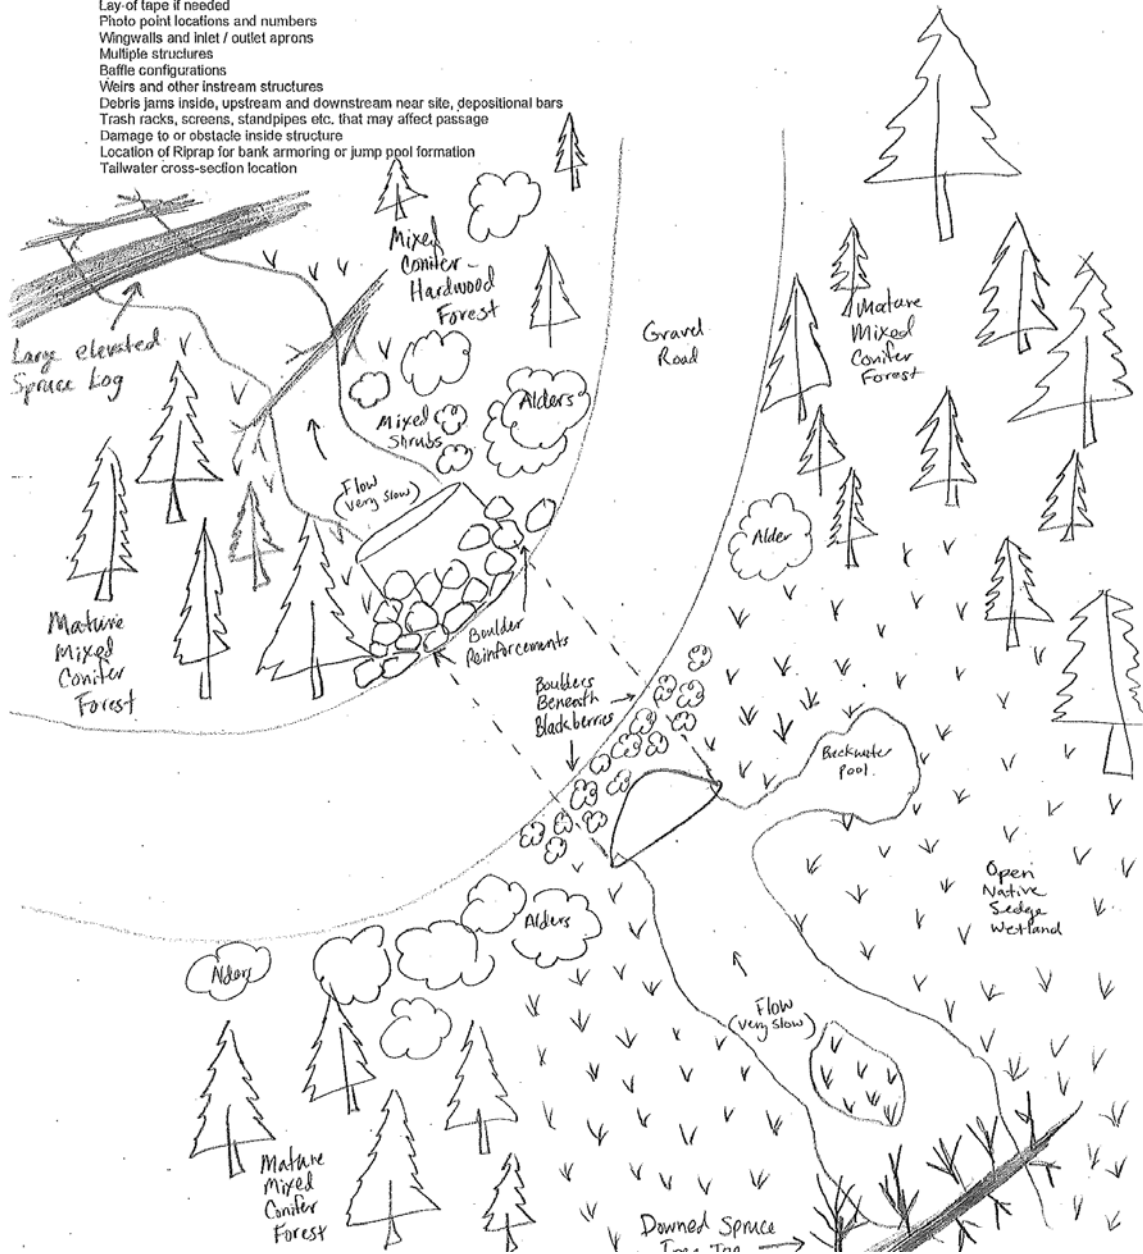 Lay-of tape if needed
Photo point locations and numbers
Wingwalls and inlet / outlet aprons
Multiple structures
Baffle configurations
Weirs and other instream structures
Debris jams inside, upstream and downstream near site, depositional bars
Trash racks, screens, standpipes etc. that may affect passage
Damage to or obstacle inside structure
Location of Riprap for bank armoring or jump pool formation
Tailwater cross-section location
Mixed
Conifer -
Hardwood
Forest
Gravel
Road
Mature
Mixed
Conifer
Forest
Large elevated
Spruce Log
Mixed
Shrubs
Alders
Flow
(very slow)
Alder
Mature
Mixed
Conifer
Forest
Boulder
Reinforcements
Boulders
Beneath
Blackberries
Backwater
Pool
Open
Native
Sedge
Wetland
Alders
Alders
Flow
(very slow)
Mature
Mixed
Conifer
Forest
Downed Spruce
Tree Top